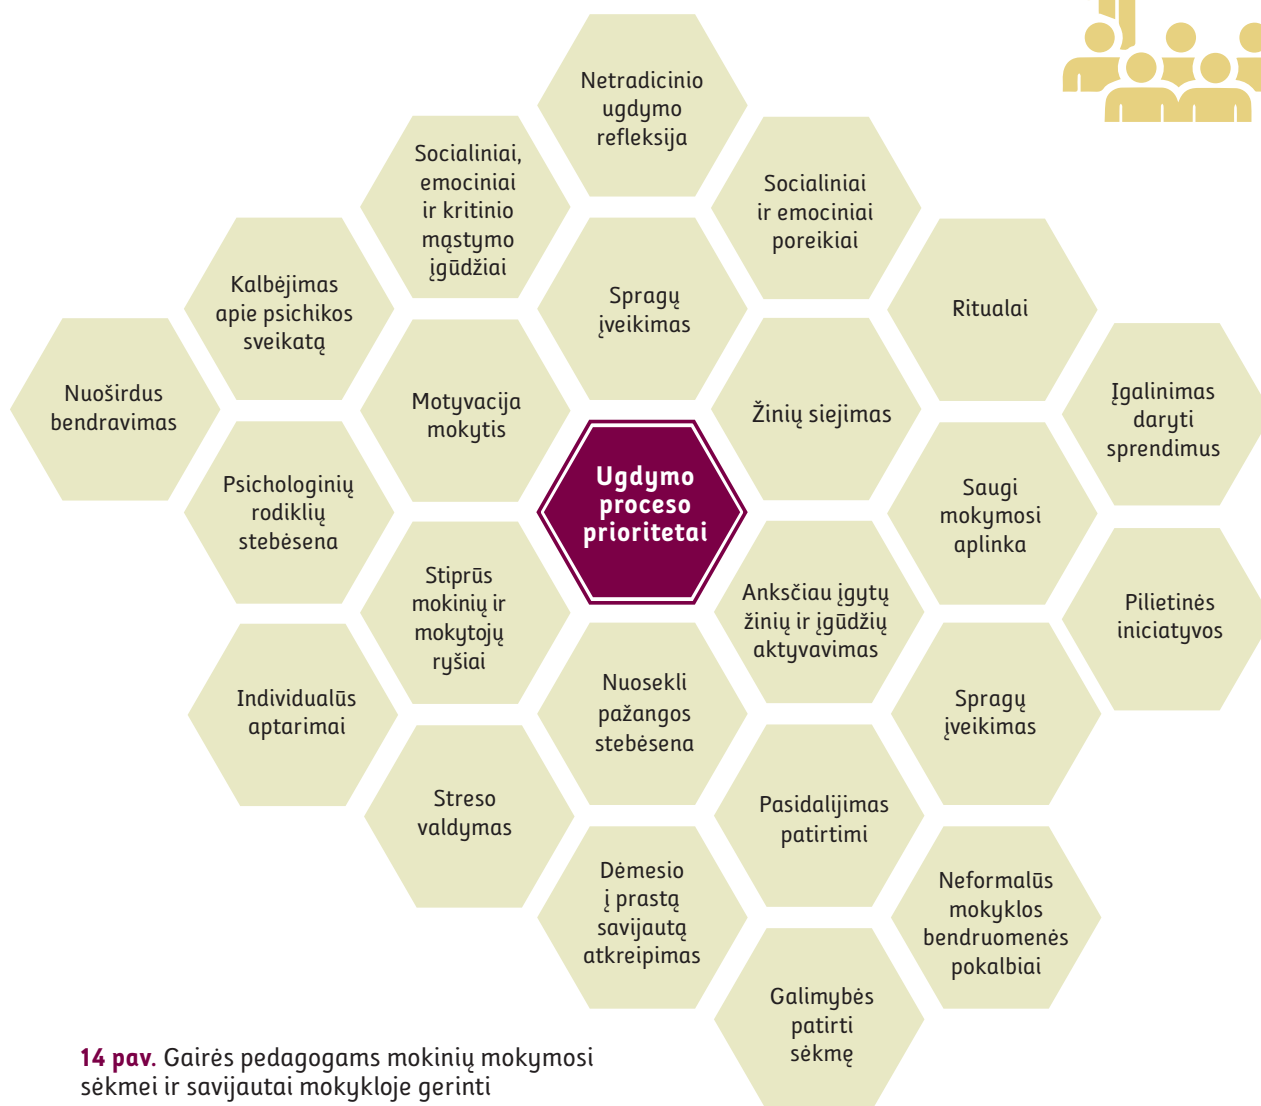 Netradicinio
ugdymo
refleksija
Socialiniai,
emociniai
ir kritinio
mąstymo
įgūdžiai
Socialiniai
ir emociniai
poreikiai
Kalbėjimas
apie psichikos
sveikatą
Spragų
įveikimas
Ritualai
Nuoširdus
bendravimas
Motyvacija
mokytis
Žinių siejimas
Įgalinimas
daryti
sprendimus
Psichologinių
rodiklių
stebėsena
Ugdymo
proceso
prioritetai
Saugi
mokymosi
aplinka
Stiprūs
mokinių ir
mokytojų
ryšiai
Anksčiau įgytų
žinių ir įgūdžių
aktyvavimas
Pilietinės
iniciatyvos
Individualūs
aptarimai
Nuosekli
pažangos
stebėsena
Spragų
įveikimas
Streso
valdymas
Pasidalijimas
patirtimi
Dėmesio
į prastą
savijautą
atkreipimas
Neformalūs
mokyklos
bendruomenės
pokalbiai
Galimybės
patirti
sėkmę
14 pav. Gairės pedagogams mokinių mokymosi
sėkmei ir savijautai mokykloje gerinti